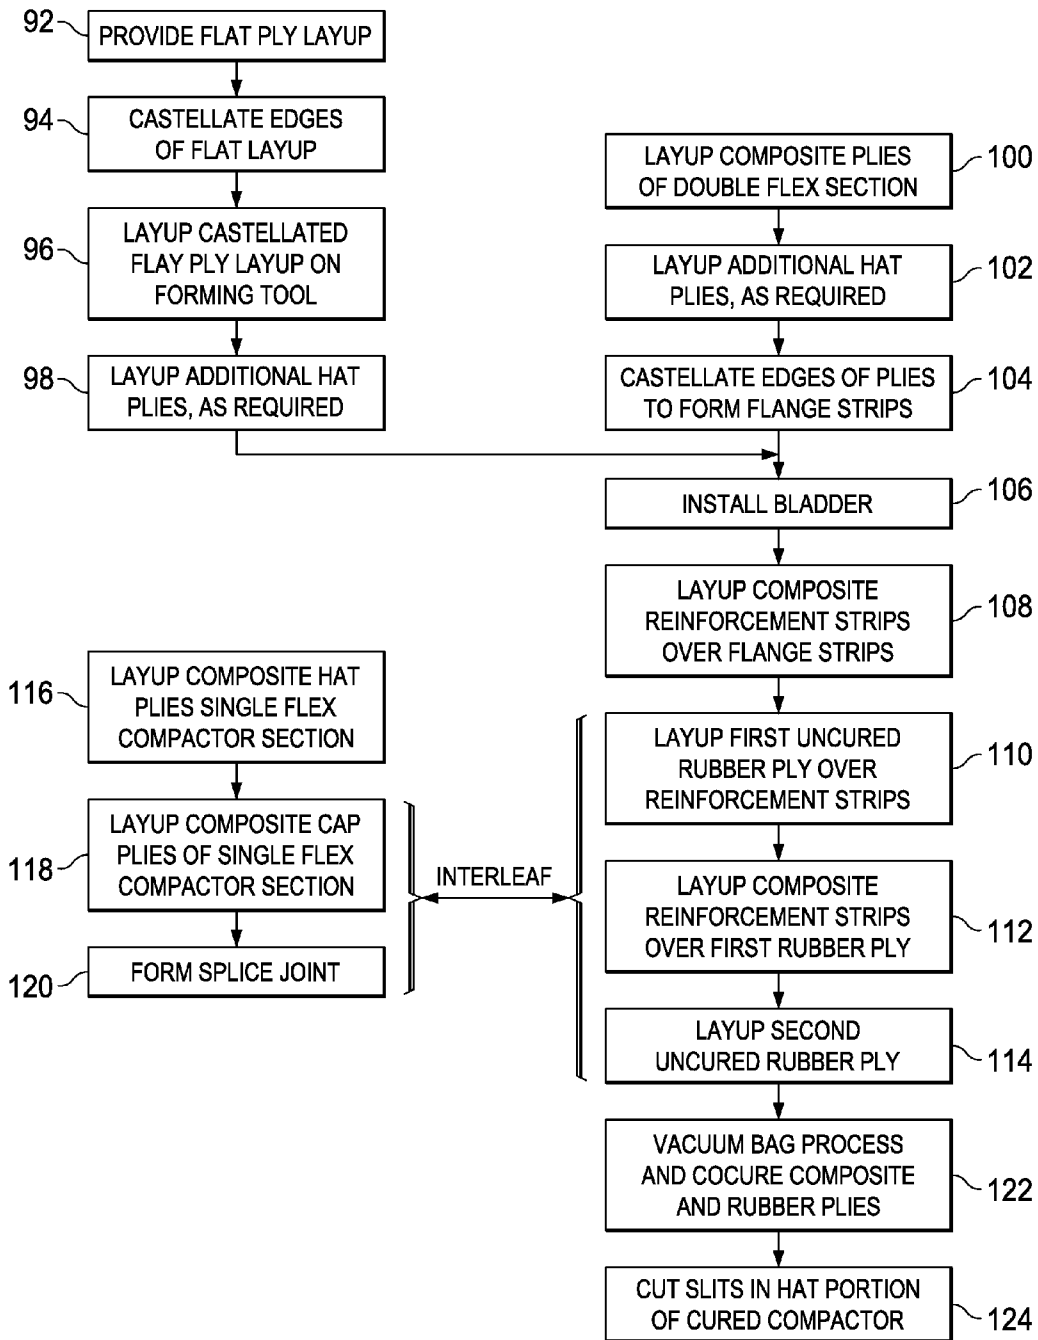 92
PROVIDE FLAT PLY LAYUP
94
CASTELLATE EDGES
OF FLAT LAYUP
96
LAYUP CASTELLATED
FLAY PLY LAYUP ON
FORMING TOOL
98
LAYUP ADDITIONAL HAT
PLIES, AS REQUIRED
LAYUP COMPOSITE PLIES
OF DOUBLE FLEX SECTION
100
LAYUP ADDITIONAL HAT
PLIES, AS REQUIRED
102
CASTELLATE EDGES OF PLIES
TO FORM FLANGE STRIPS
104
INSTALL BLADDER
106
LAYUP COMPOSITE
REINFORCEMENT STRIPS
OVER FLANGE STRIPS
108
116
LAYUP COMPOSITE HAT
PLIES SINGLE FLEX
COMPACTOR SECTION
118
LAYUP COMPOSITE CAP
PLIES OF SINGLE FLEX
COMPACTOR SECTION
120
FORM SPLICE JOINT
INTERLEAF
LAYUP FIRST UNCURED
RUBBER PLY OVER
REINFORCEMENT STRIPS
110
LAYUP COMPOSITE
REINFORCEMENT STRIPS
OVER FIRST RUBBER PLY
112
LAYUP SECOND
UNCURED RUBBER PLY
114
VACUUM BAG PROCESS
AND COCURE COMPOSITE
AND RUBBER PLIES
122
CUT SLITS IN HAT PORTION
OF CURED COMPACTOR
124